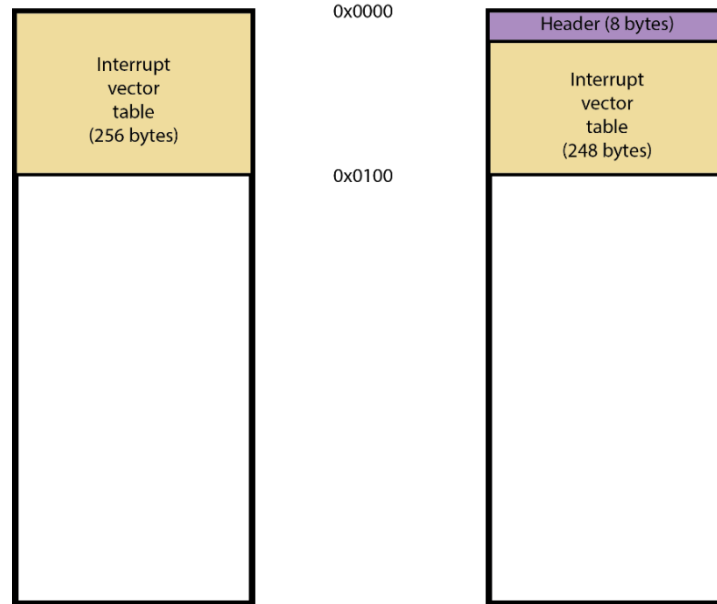 Interrupt
vector
table
(256 bytes)
0x0000
0x0100
Header (8 bytes)
Interrupt
vector
table
(248 bytes)